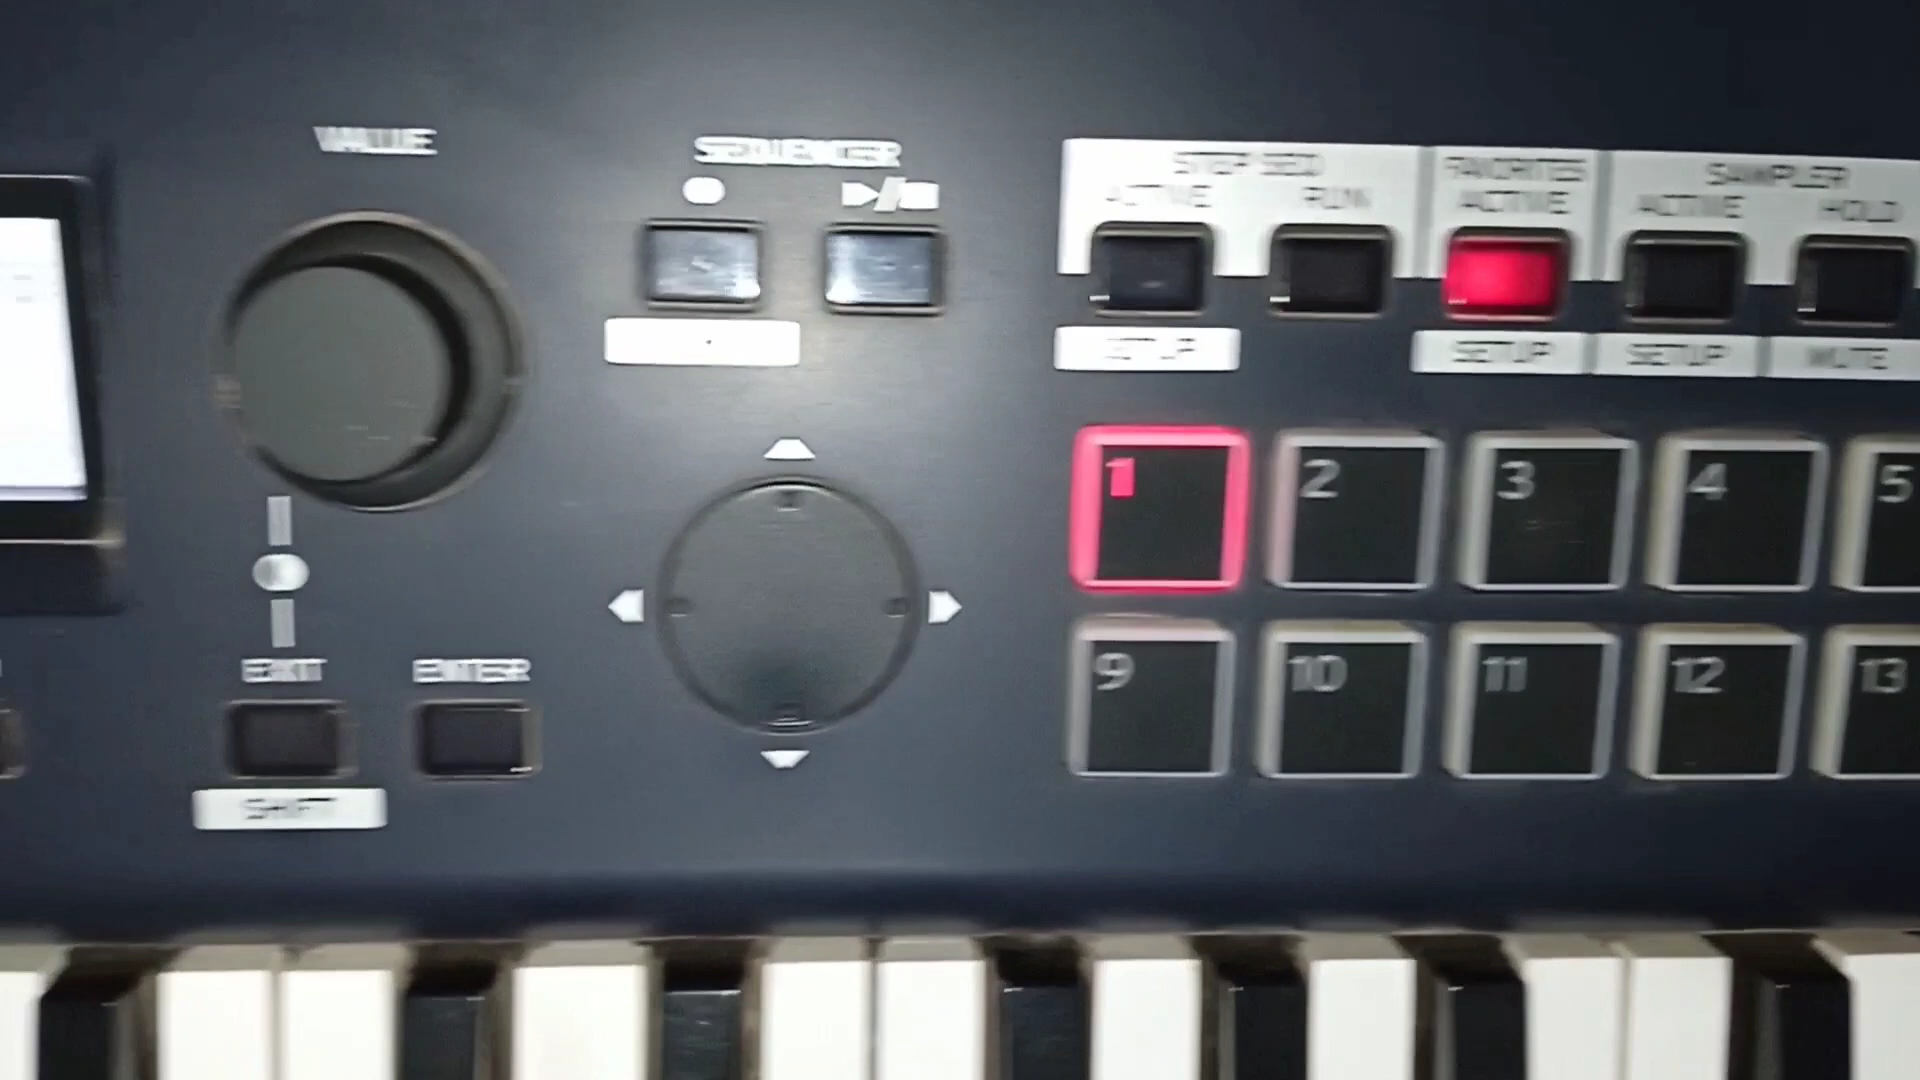 VALUE
SEQUENCER
STEP SEQ
ACTIVE RUN
FAVORITES
ACTIVE
SAMPLER
ACTIVE HOLD
SETUP
SETUP
SETUP
MUTE
1
2
3
4
5
EXIT
ENTER
9
10
11
12
13
SHIFT